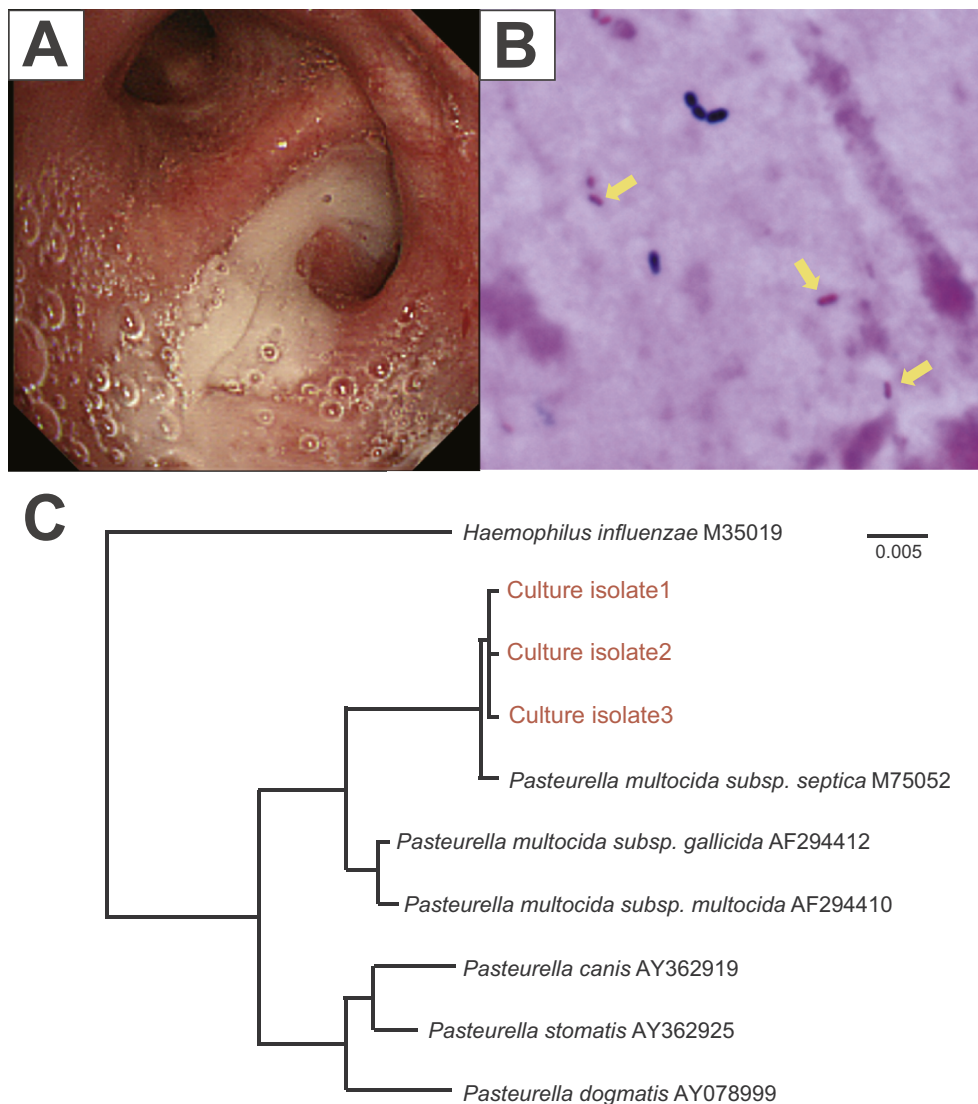 A
B
C
Haemophilus influenzae M35019
0.005
Culture isolate1
Culture isolate2
Culture isolate3
Pasteurella multocida subsp. septica M75052
Pasteurella multocida subsp. gallicida AF294412
Pasteurella multocida subsp. multocida AF294410
Pasteurella canis AY362919
Pasteurella stomatis AY362925
Pasteurella dogmatis AY078999